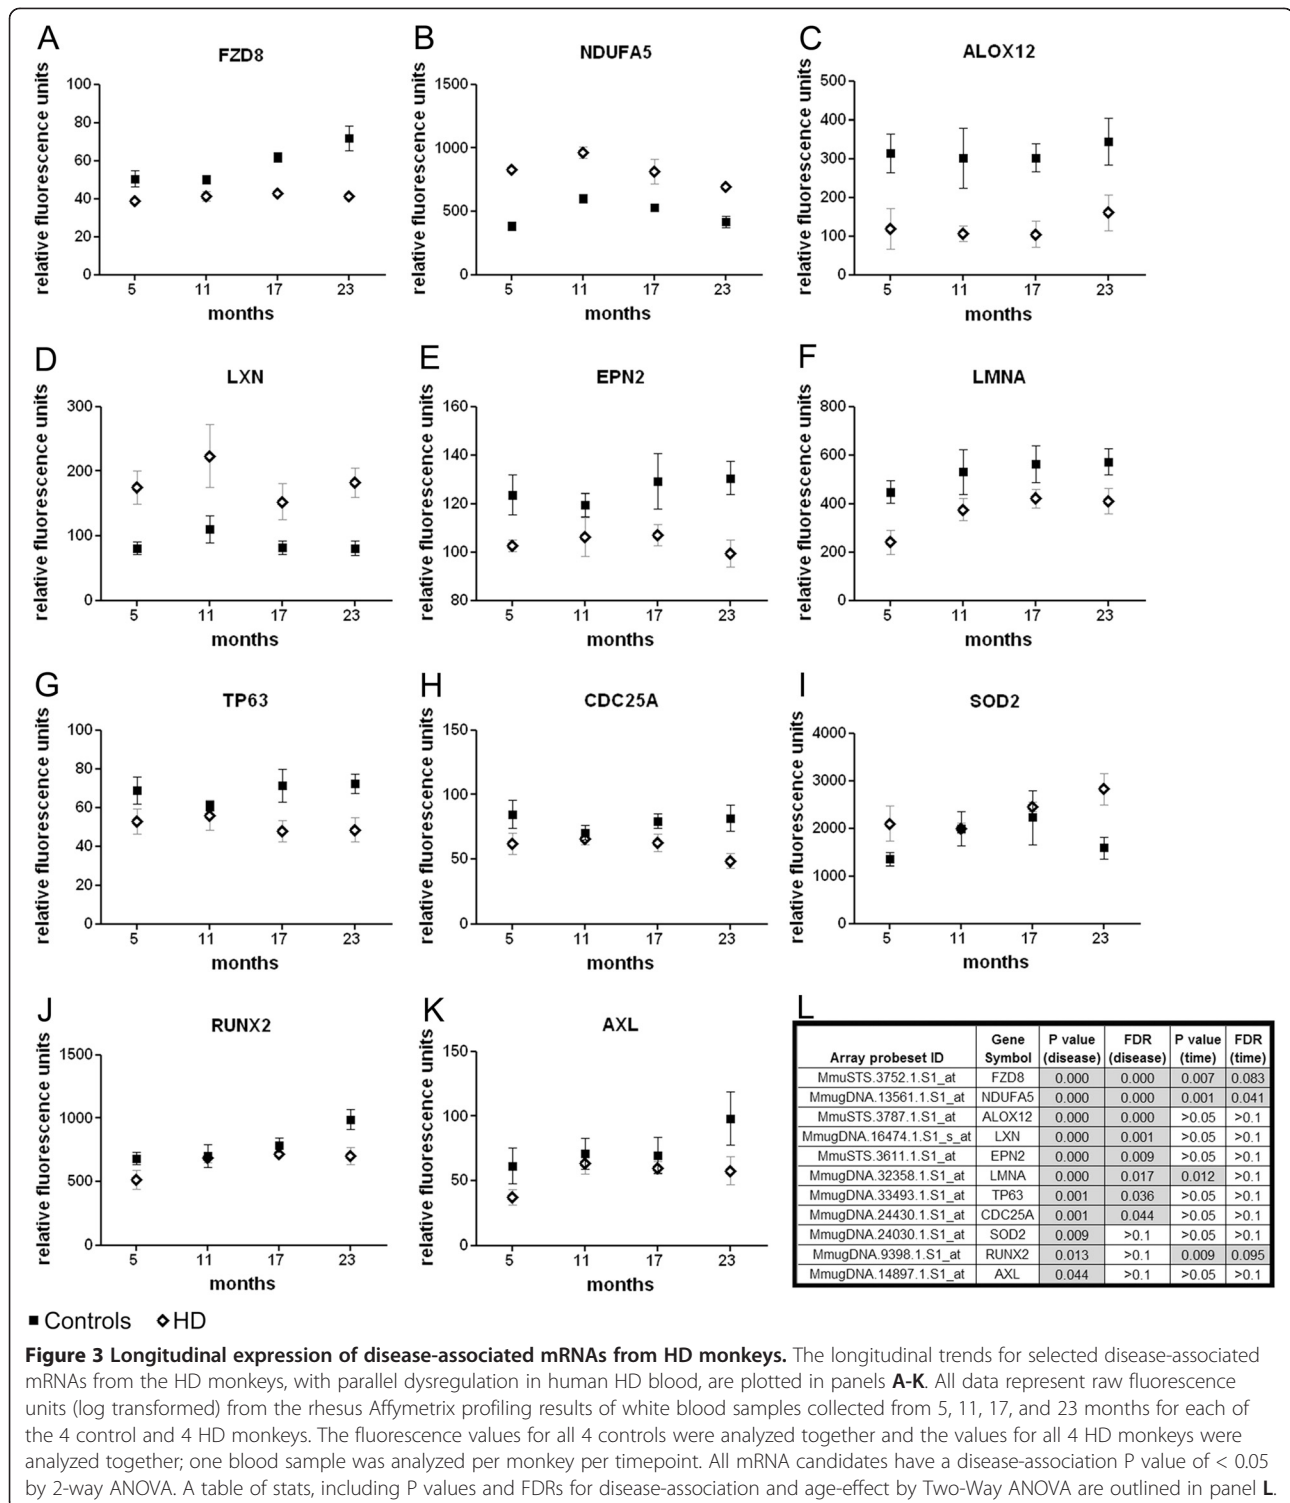 A
FZD8
relative fluorescence units
100
80
60
40
20
0
5 11 17 23
months
B
NDUFA5
relative fluorescence units
1500
1000
500
0
5 11 17 23
months
C
ALOX12
relative fluorescence units
500
400
300
200
100
0
5 11 17 23
months
D
LXN
relative fluorescence units
300
200
100
0
5 11 17 23
months
E
EPN2
relative fluorescence units
160
140
120
100
80
5 11 17 23
months
F
LMNA
relative fluorescence units
800
600
400
200
0
5 11 17 23
months
G
TP63
relative fluorescence units
100
80
60
40
20
0
5 11 17 23
months
H
CDC25A
relative fluorescence units
150
100
50
0
5 11 17 23
months
I
SOD2
relative fluorescence units
4000
3000
2000
1000
0
5 11 17 23
months
J
RUNX2
relative fluorescence units
1500
1000
500
0
5 11 17 23
months
K
AXL
relative fluorescence units
150
100
50
0
5 11 17 23
months
L
Array probeset ID Gene Symbol P value (disease) FDR (disease) P value (time) FDR (time)
MmuSTS.3752.1.S1_at FZD8 0.000 0.000 0.007 0.083
MmugDNA.13561.1.S1_at NDUFA5 0.000 0.000 0.001 0.041
MmuSTS.3787.1.S1_at ALOX12 0.000 0.000 >0.05 >0.1
MmugDNA.16474.1.S1_s_at LXN 0.000 0.001 >0.05 >0.1
MmuSTS.3611.1.S1_at EPN2 0.000 0.009 >0.05 >0.1
MmugDNA.32358.1.S1_at LMNA 0.000 0.017 0.012 >0.1
MmugDNA.33493.1.S1_at TP63 0.001 0.036 >0.05 >0.1
MmugDNA.24430.1.S1_at CDC25A 0.001 0.044 >0.05 >0.1
MmugDNA.24030.1.S1_at SOD2 0.009 >0.1 >0.05 >0.1
MmugDNA.9398.1.S1_at RUNX2 0.013 >0.1 0.009 0.095
MmugDNA.14897.1.S1_at AXL 0.044 >0.1 >0.05 >0.1
Controls HD
Figure 3 Longitudinal expression of disease-associated mRNAs from HD monkeys. The longitudinal trends for selected disease-associated
mRNAs from the HD monkeys, with parallel dysregulation in human HD blood, are plotted in panels A-K. All data represent raw fluorescence
units (log transformed) from the rhesus Affymetrix profiling results of white blood samples collected from 5, 11, 17, and 23 months for each of
the 4 control and 4 HD monkeys. The fluorescence values for all 4 controls were analyzed together and the values for all 4 HD monkeys were
analyzed together; one blood sample was analyzed per monkey per timepoint. All mRNA candidates have a disease-association P value of < 0.05
by 2-way ANOVA. A table of stats, including P values and FDRs for disease-association and age-effect by Two-Way ANOVA are outlined in panel L.